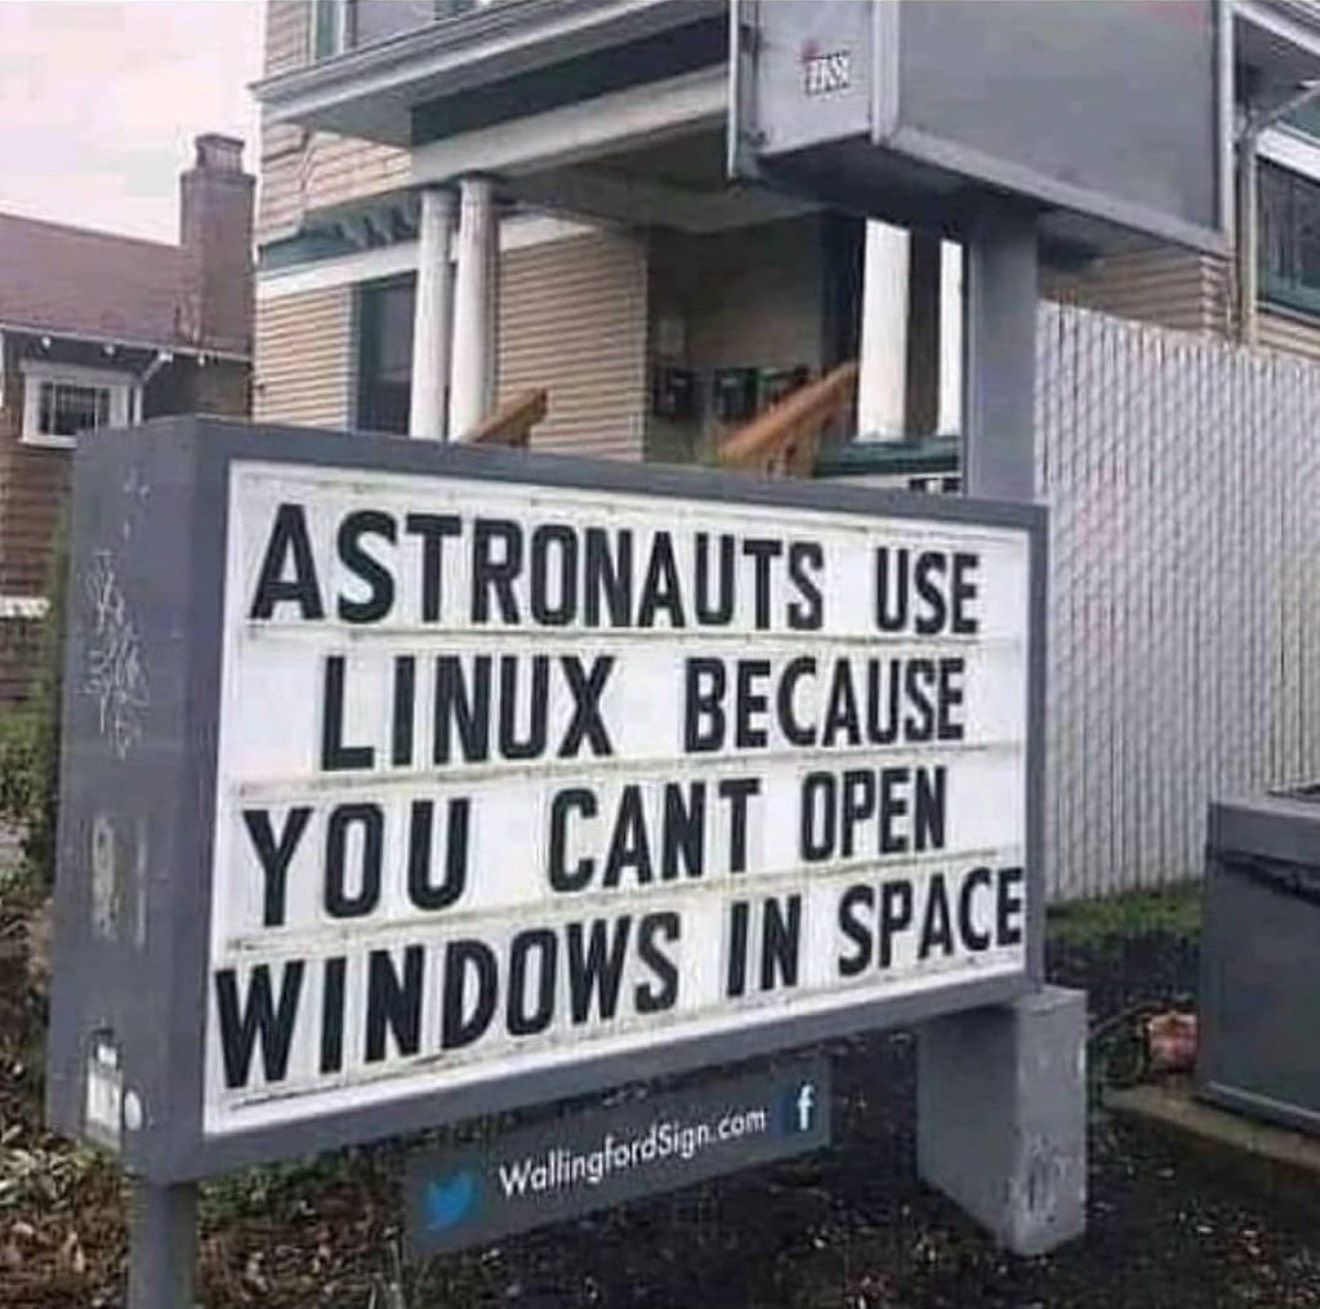 ASTRONAUTS USE
LINUX BECAUSE
YOU CANT OPEN
WINDOWS IN SPACE
WallingfordSign.com f